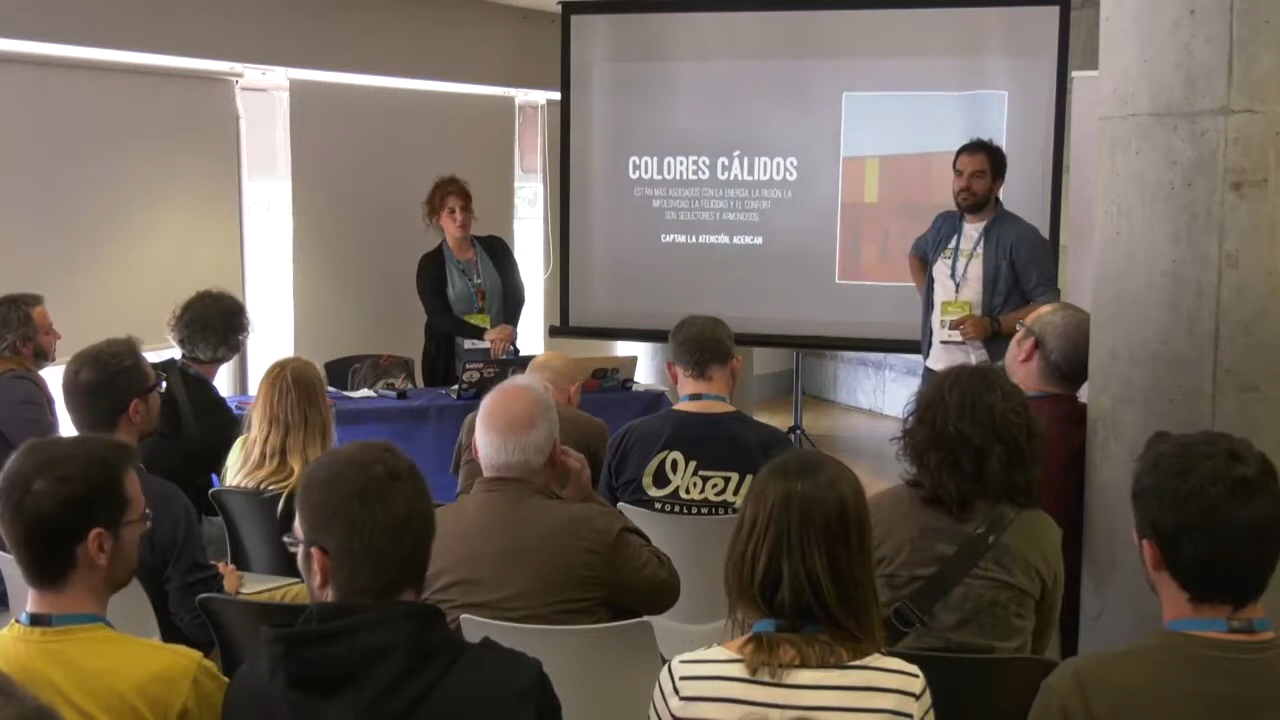 COLORES CÁLIDOS
ESTÁN MÁS ASOCIADOS CON LA ENERGÍA, LA PASIÓN, LA
IMPULSIVIDAD, LA FELICIDAD Y EL CONFORT.
SON SEDUCTORES Y ARMONIOSOS.
CAPTAN LA ATENCIÓN, ACERCAN
Obey
WORLDWIDE